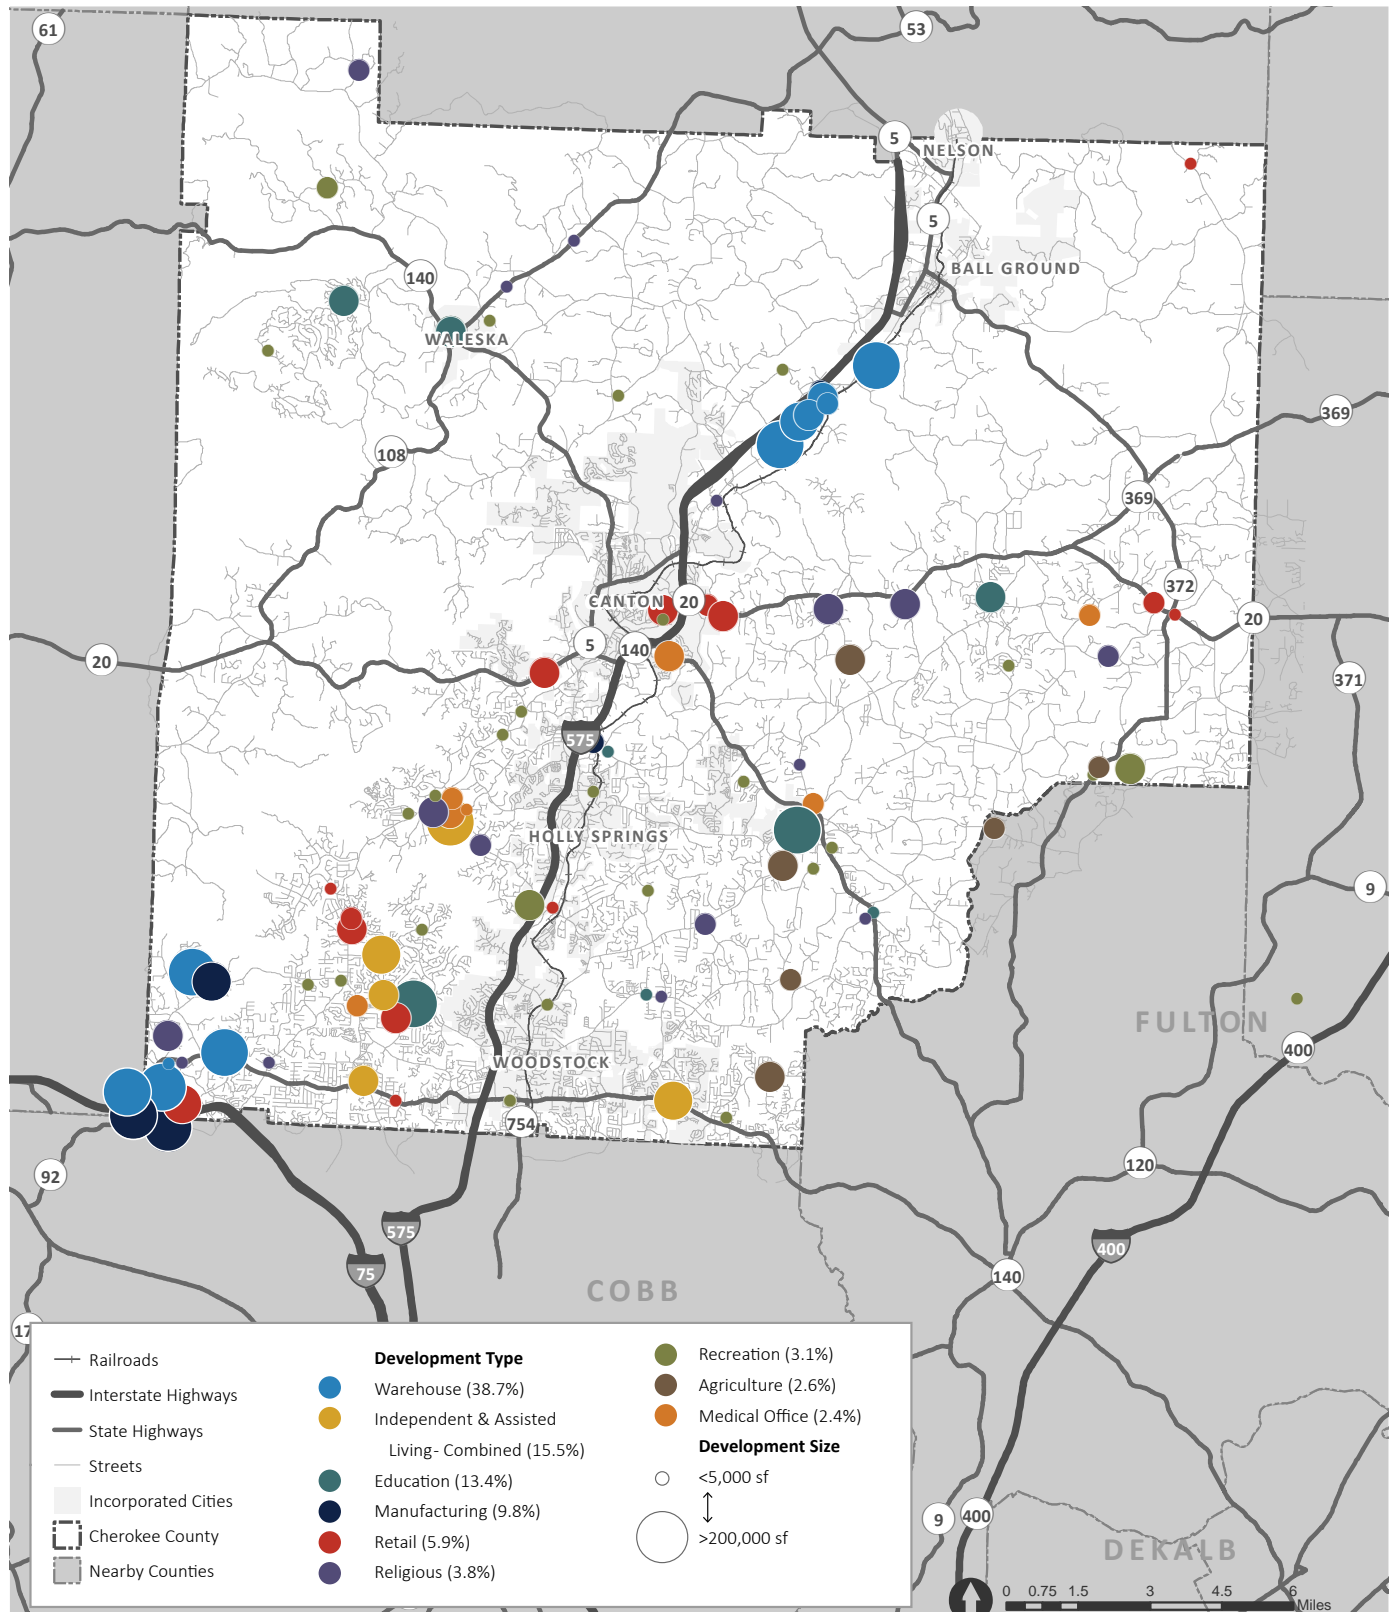 61
53
5
NELSON
5
BALL GROUND
140
WALESKA
369
108
369
372
CANTON
20
20
5
140
20
371
575
HOLLY SPRINGS
9
FULTON
400
WOODSTOCK
754
92
120
575
400
75
140
COBB
17
Railroads
Interstate Highways
State Highways
Streets
Incorporated Cities
Cherokee County
Nearby Counties
Development Type
Warehouse (38.7%)
Independent & Assisted
Living- Combined (15.5%)
Education (13.4%)
Manufacturing (9.8%)
Retail (5.9%)
Religious (3.8%)
Recreation (3.1%)
Agriculture (2.6%)
Medical Office (2.4%)
Development Size
<5,000 sf
>200,000 sf
9
400
DEKALB
0 0.75 1.5 3 4.5 6
Miles